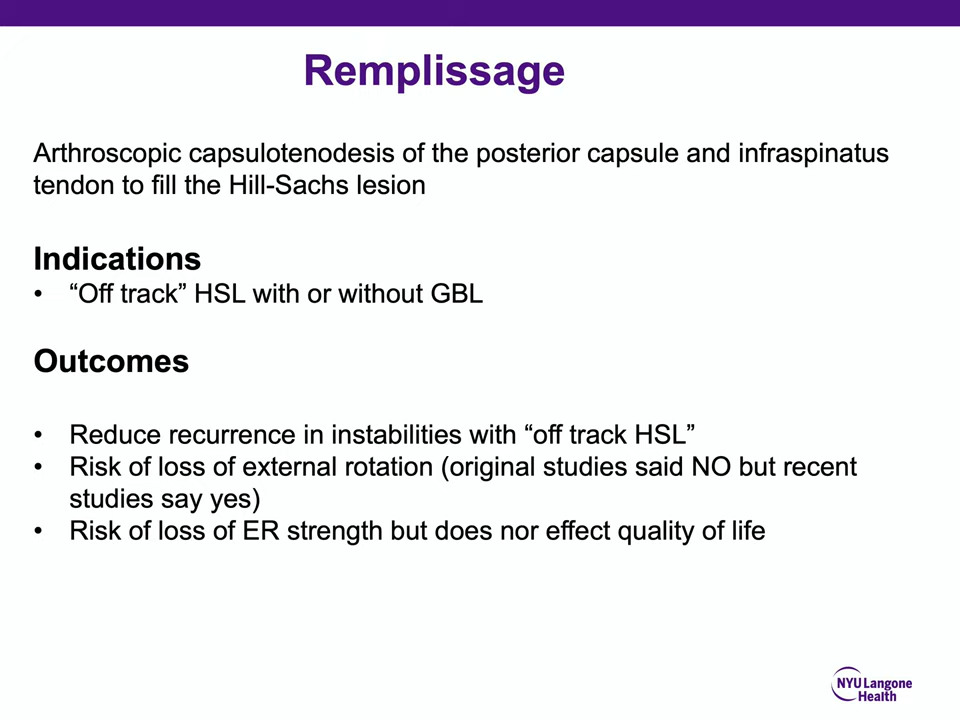 Remplissage
Arthroscopic capsulotenodesis of the posterior capsule and infraspinatus
tendon to fill the Hill-Sachs lesion
Indications
• “Off track” HSL with or without GBL
Outcomes
• Reduce recurrence in instabilities with “off track HSL”
• Risk of loss of external rotation (original studies said NO but recent
studies say yes)
• Risk of loss of ER strength but does nor effect quality of life
NYU Langone
Health